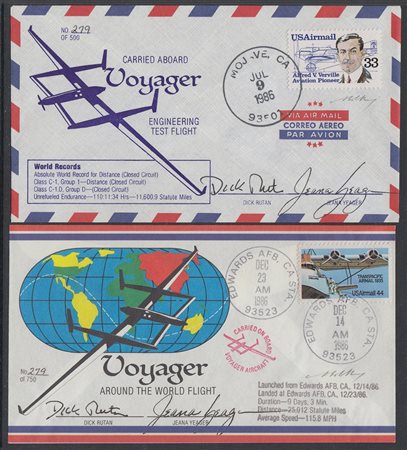 NO. 279
OF 500
CARRIED ABOARD
Voyager
ENGINEERING
TEST FLIGHT
MOJAVE, CA
JUL
9
1986
93501
USAirmail
33
Alfred V. Verville
Aviation Pioneer
VIA AIR MAIL
CORREO AEREO
PAR AVION
World Records
Absolute World Record for Distance (Closed Circuit)
Class C-1, Group 1—Distance (Closed Circuit)
Class C-1.D, Group D—(Closed Circuit)
Unrefueled Endurance—110:11:34 Hrs—11,600.9 Statute Miles
Dick Rutan
Jeana Yeager
DICK RUTAN
JEANA YEAGER
EDWARDS AFB, CA STA.
DEC
23
AM
1986
93523
TRANSPACIFIC
AIRMAIL 1935
USAirmail 44
EDWARDS AFB, CA STA.
DEC
14
AM
1986
93523
CARRIED ON BOARD
VOYAGER AIRCRAFT
Voyager
AROUND THE WORLD FLIGHT
No 279
of 750
Launched from Edwards AFB, CA, 12/14/86.
Landed at Edwards AFB, CA, 12/23/86.
Duration—9 Days, 3 Min.
Distance—25,012 Statute Miles
Average Speed—115.8 MPH
Dick Rutan
Jeana Yeager
DICK RUTAN
JEANA YEAGER